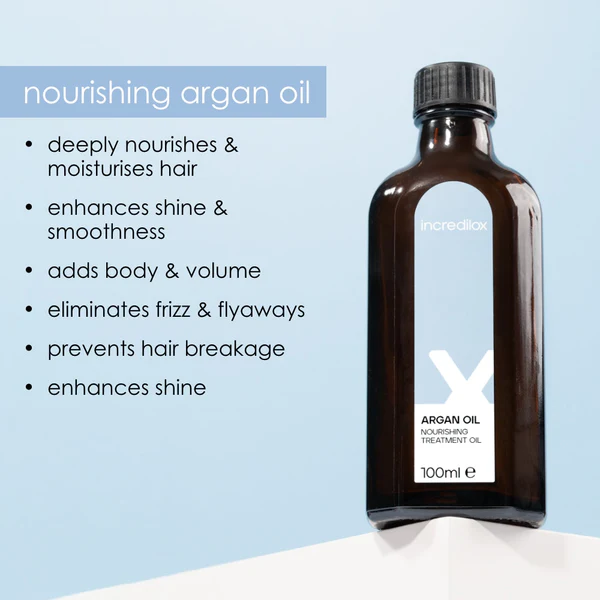 nourishing argan oil
• deeply nourishes &
moisturises hair
• enhances shine &
smoothness
• adds body & volume
• eliminates frizz & flyaways
• prevents hair breakage
• enhances shine
incredilox
X
ARGAN OIL
NOURISHING
TREATMENT OIL
100ml ℮